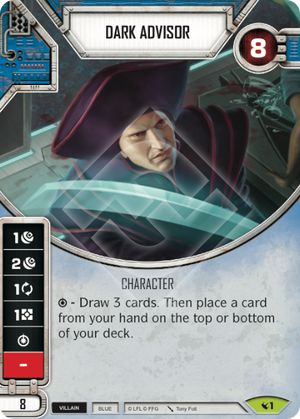 DARK ADVISOR
8
CHARACTER
- Draw 3 cards. Then place a card
from your hand on the top or bottom
of your deck.
1
2
1
1
-
8
VILLAIN
BLUE
© LFL © FFG
Tony Foti
1